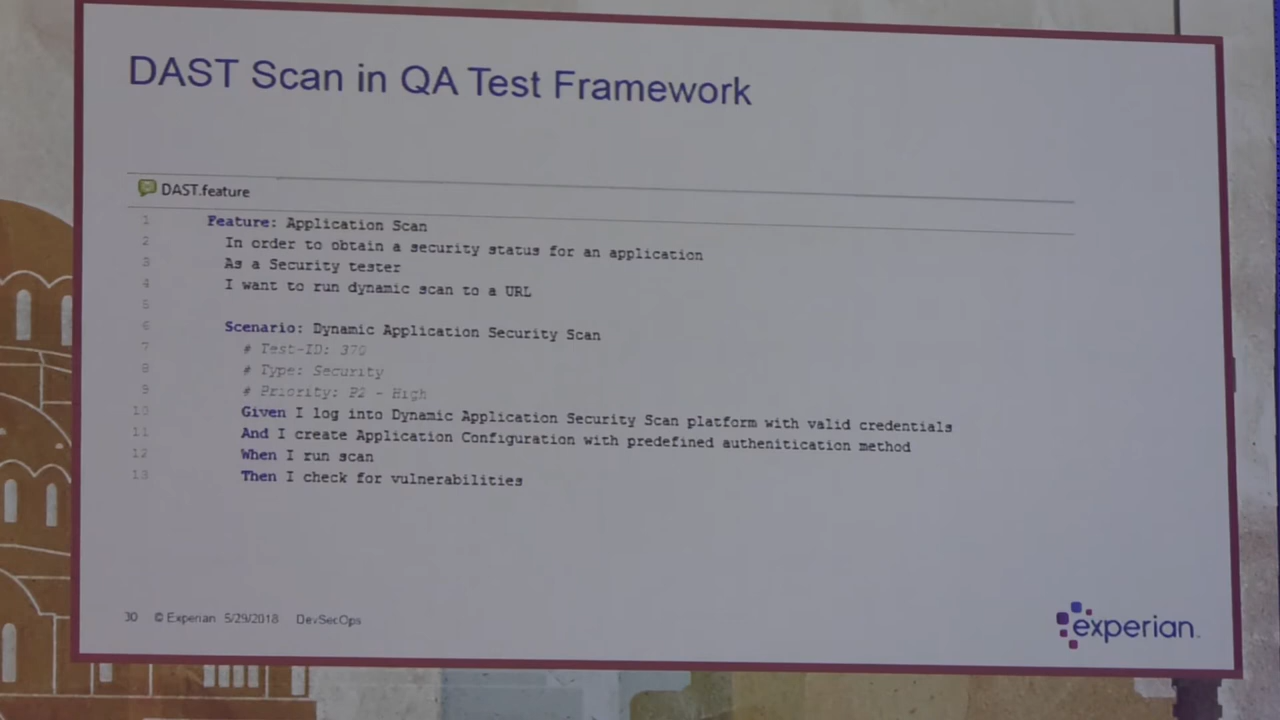 DAST Scan in QA Test Framework
DAST.feature
1 Feature: Application Scan
2 In order to obtain a security status for an application
3 As a Security tester
4 I want to run dynamic scan to a URL
5
6 Scenario: Dynamic Application Security Scan
7 # Test-ID: 370
8 # Type: Security
9 # Priority: P2 - High
10 Given I log into Dynamic Application Security Scan platform with valid credentials
11 And I create Application Configuration with predefined authenitication method
12 When I run scan
13 Then I check for vulnerabilities
30 © Experian 5/29/2018 DevSecOps
experian.